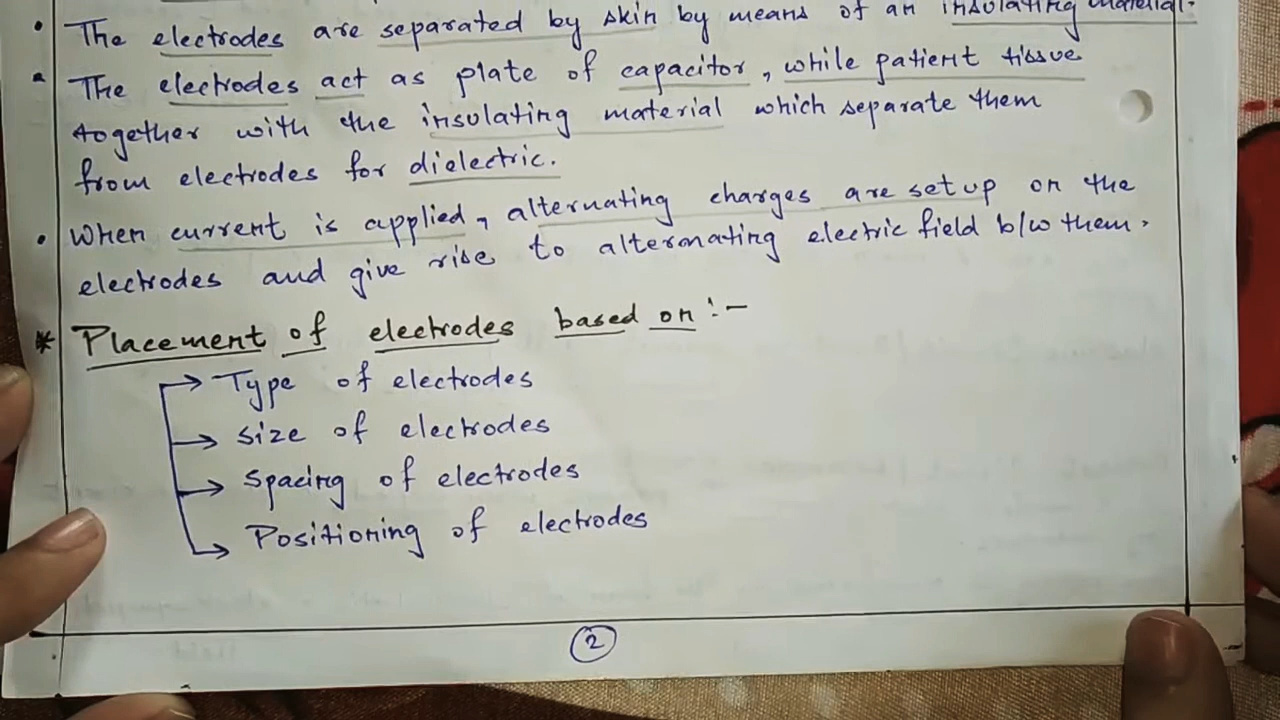 • The electrodes are separated by skin by means of an insulating material.
• The electrodes act as plate of capacitor, while patient tissue
together with the insulating material which separate them
from electrodes for dielectric.
• When current is applied, alternating charges are set up on the
electrodes and give rise to alternating electric field b/w them.
* Placement of electrodes based on :-
→ Type of electrodes
→ Size of electrodes
→ Spacing of electrodes
→ Positioning of electrodes
2